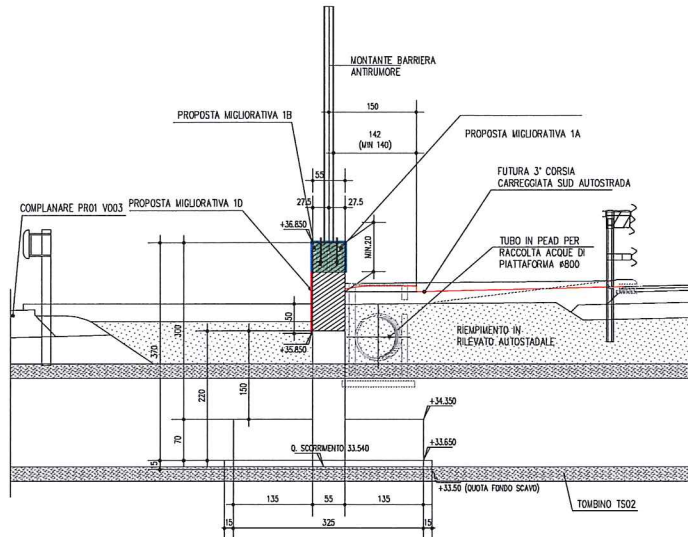 MONTANTE BARRIERA
ANTIRUMORE
150
PROPOSTA MIGLIORATIVA 1B
142
(MIN 140)
PROPOSTA MIGLIORATIVA 1A
55
FUTURA 3° CORSIA
CARREGGIATA SUD AUTOSTRADA
27.5
27.5
COMPLANARE PR01 V003
PROPOSTA MIGLIORATIVA 1D
+36.850
MIN.20
TUBO IN PEAD PER
RACCOLTA ACQUE DI
PIATTAFORMA ø800
50
300
370
RIEMPIMENTO IN
RILEVATO AUTOSTADALE
+35.850
220
150
+34.350
70
Q. SCORRIMENTO 33.540
+33.650
15
+33.50 (QUOTA FONDO SCAVO)
135
55
135
TOMBINO TS02
15
325
15